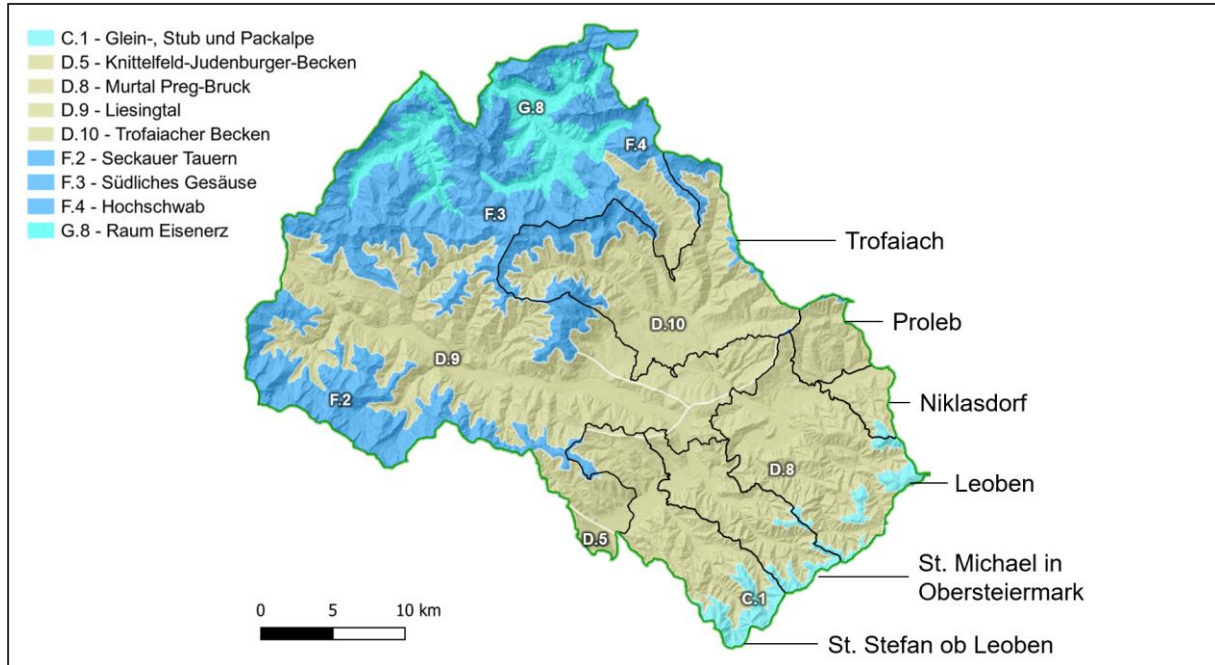 C.1 - Glein-, Stub und Packalpe
D.5 - Knittelfeld-Judenburger-Becken
D.8 - Murtal Preg-Bruck
D.9 - Liesingtal
D.10 - Trofaiacher Becken
F.2 - Seckauer Tauern
F.3 - Südliches Gesäuse
F.4 - Hochschwab
G.8 - Raum Eisenerz
G.8
F.4
F.3
Trofaiach
D.10
Proleb
D.9
F.2
Niklasdorf
D.8
Leoben
D.5
St. Michael in
Obersteiermark
C.1
St. Stefan ob Leoben
0 5 10 km